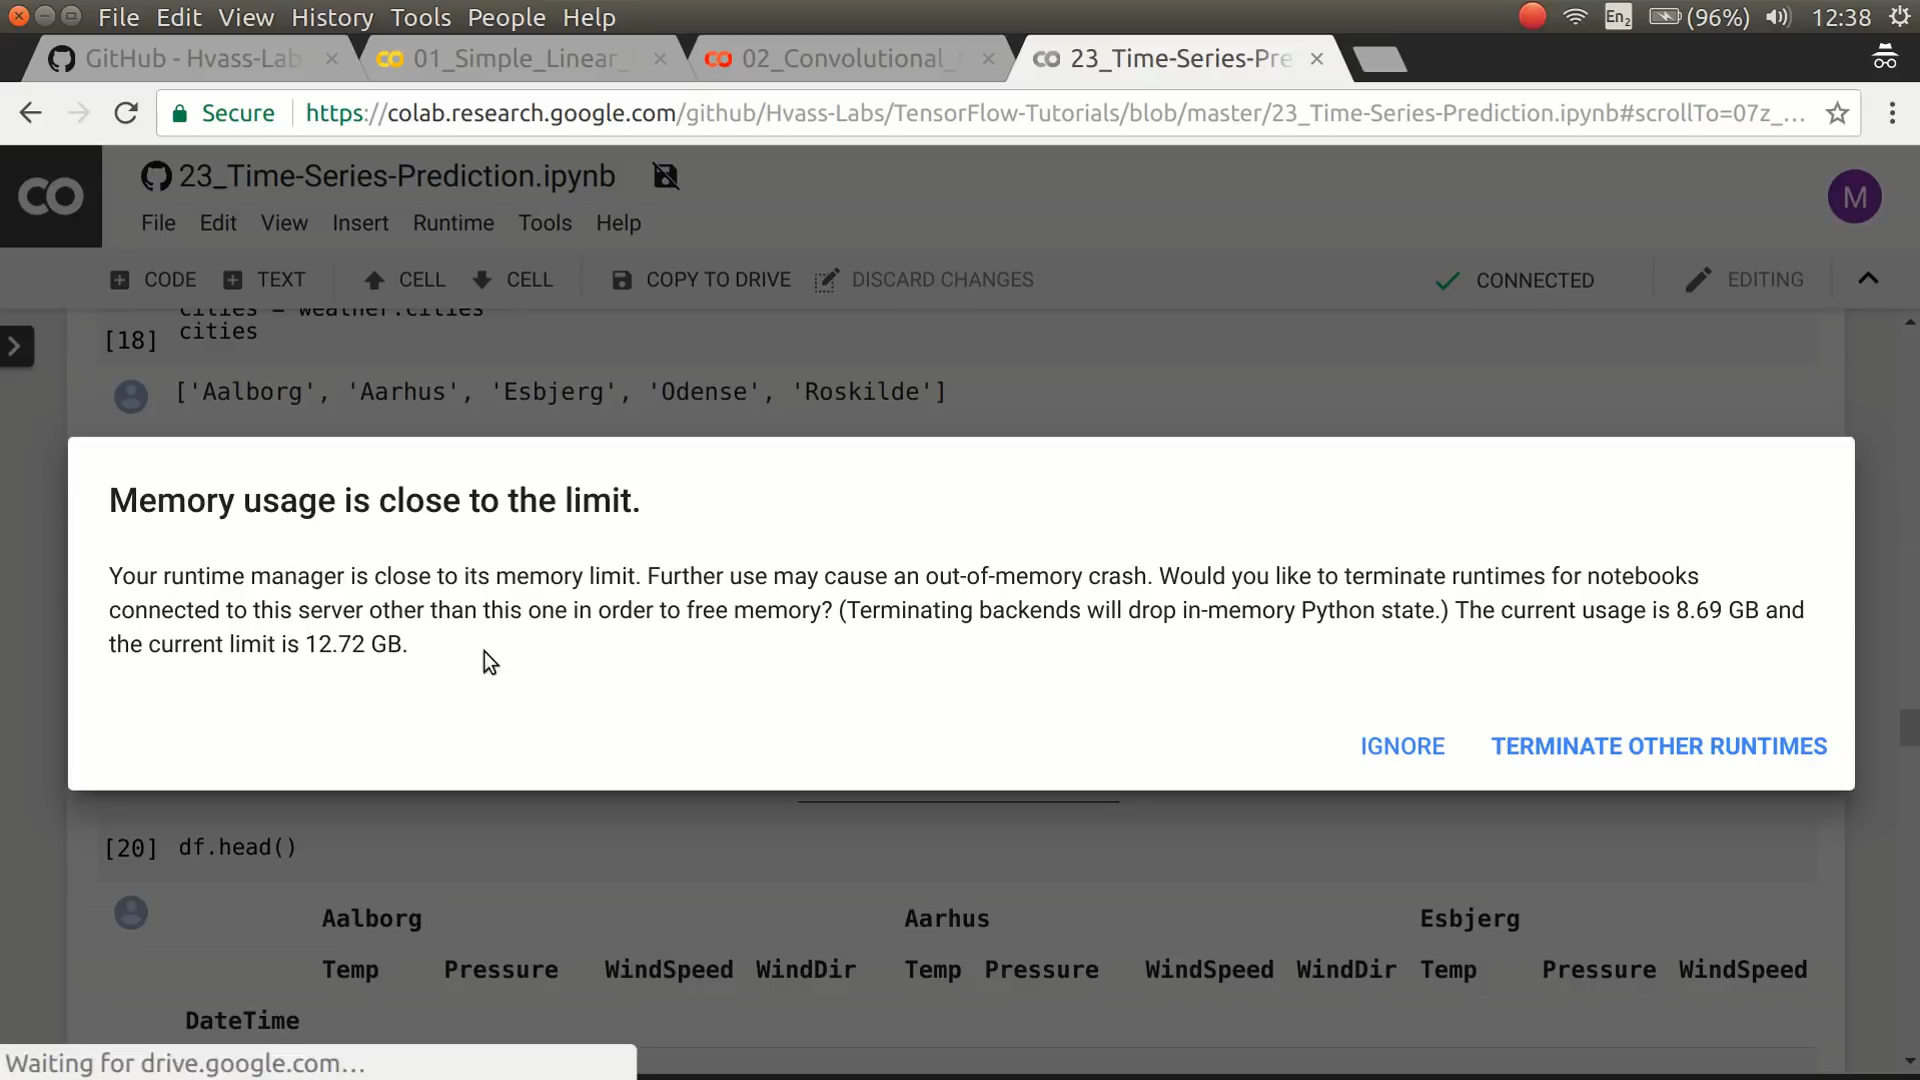 File Edit View History Tools People Help
En2 (96%) 12:38
GitHub - Hvass-Lab 01_Simple_Linear_ 02_Convolutional_ 23_Time-Series-Pre
Secure https://colab.research.google.com/github/Hvass-Labs/TensorFlow-Tutorials/blob/master/23_Time-Series-Prediction.ipynb#scrollTo=07z_...
CO 23_Time-Series-Prediction.ipynb M
File Edit View Insert Runtime Tools Help
CODE TEXT CELL CELL COPY TO DRIVE DISCARD CHANGES CONNECTED EDITING
cities = weather.cities
[18] cities
['Aalborg', 'Aarhus', 'Esbjerg', 'Odense', 'Roskilde']
Memory usage is close to the limit.
Your runtime manager is close to its memory limit. Further use may cause an out-of-memory crash. Would you like to terminate runtimes for notebooks
connected to this server other than this one in order to free memory? (Terminating backends will drop in-memory Python state.) The current usage is 8.69 GB and
the current limit is 12.72 GB.
IGNORE TERMINATE OTHER RUNTIMES
[20] df.head()
Aalborg Aarhus Esbjerg
Temp Pressure WindSpeed WindDir Temp Pressure WindSpeed WindDir Temp Pressure WindSpeed
DateTime
Waiting for drive.google.com...